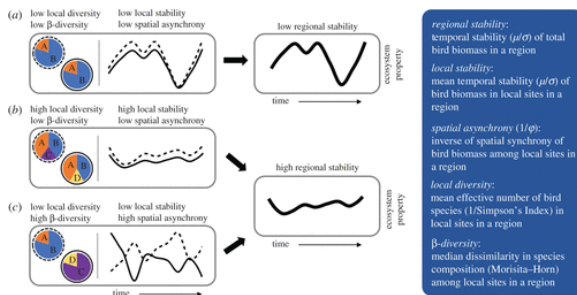 (a) low local diversity low local stability
low β-diversity low spatial asynchrony
A
B
A
B
low regional stability
ecosystem
property
time
(b) high local diversity high local stability
low β-diversity low spatial asynchrony
A
B
C
A
B
D
high regional stability
ecosystem
property
time
(c) low local diversity low local stability
high β-diversity high spatial asynchrony
A
B
D
C
time
regional stability:
temporal stability (μ/σ) of total
bird biomass in a region
local stability:
mean temporal stability (μ/σ) of
bird biomass in local sites in a
region
spatial asynchrony (1/φ):
inverse of spatial synchrony of
bird biomass among local sites in
a region
local diversity:
mean effective number of bird
species (1/Simpson's Index) in
local sites in a region
β-diversity:
median dissimilarity in species
composition (Morisita–Horn)
among local sites in a region